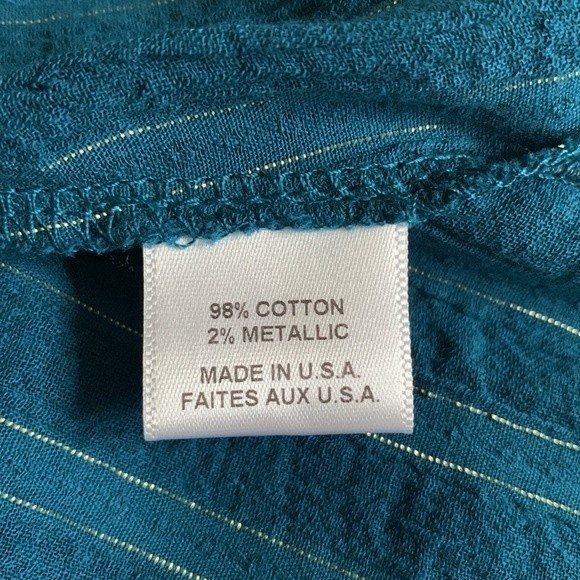 98% COTTON
2% METALLIC
MADE IN U.S.A.
FAITES AUX U.S.A.